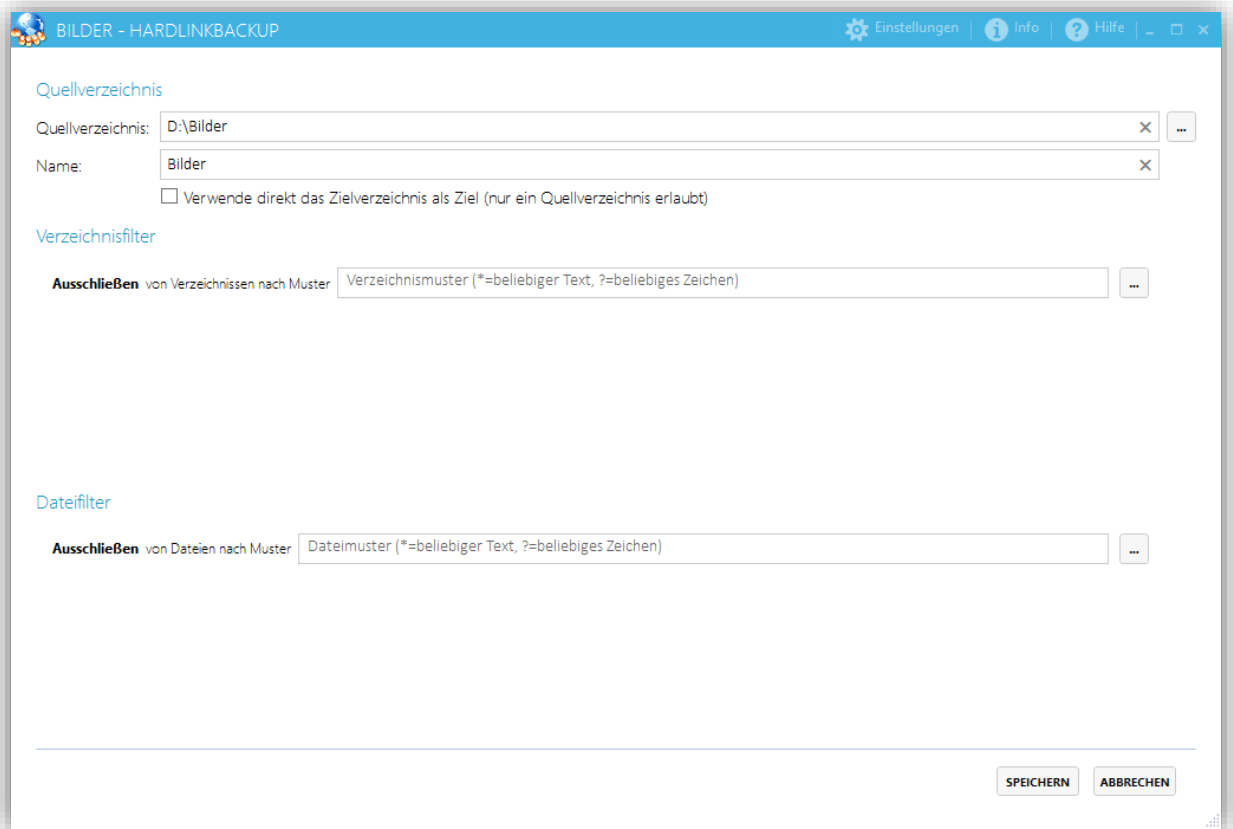 BILDER - HARDLINKBACKUP
Einstellungen | Info | Hilfe |
Quellverzeichnis
Quellverzeichnis: D:\Bilder ...
Name: Bilder
Verwende direkt das Zielverzeichnis als Ziel (nur ein Quellverzeichnis erlaubt)
Verzeichnisfilter
Ausschließen von Verzeichnissen nach Muster Verzeichnismuster (*=beliebiger Text, ?=beliebiges Zeichen) ...
Dateifilter
Ausschließen von Dateien nach Muster Dateimuster (*=beliebiger Text, ?=beliebiges Zeichen) ...
SPEICHERN ABBRECHEN